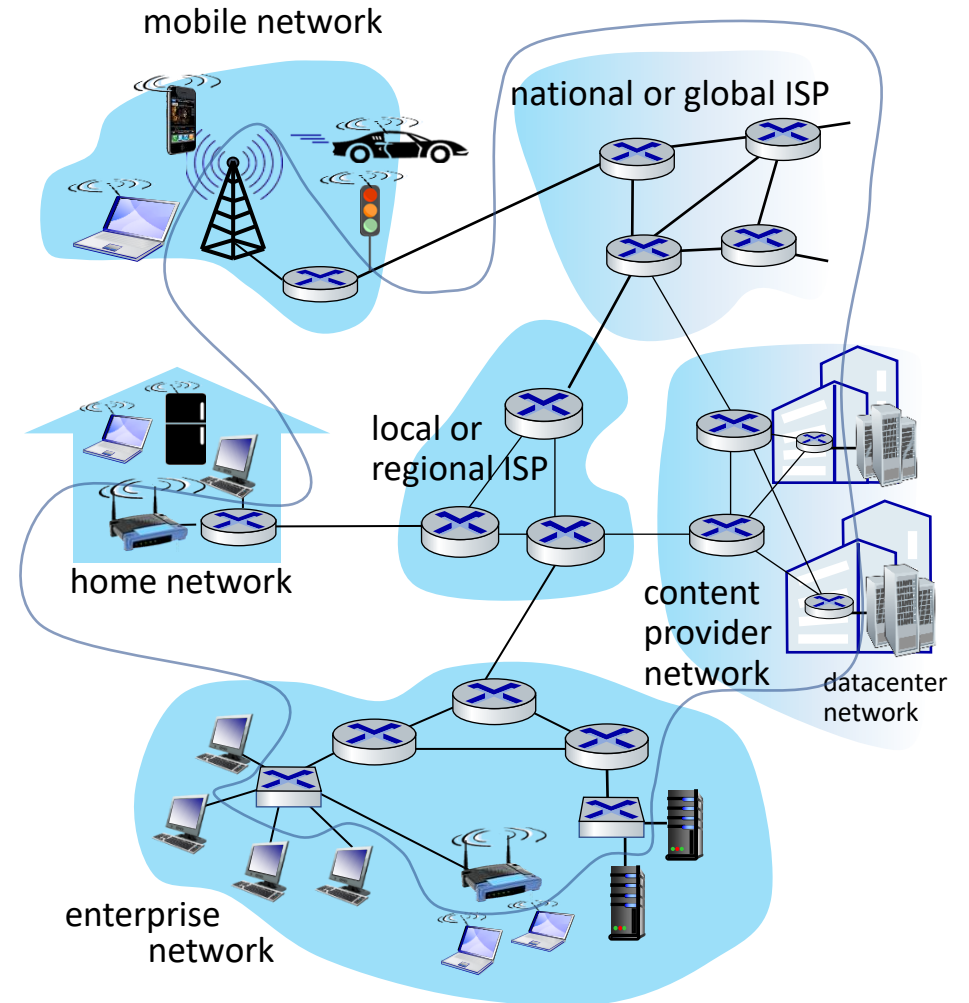 mobile network
national or global ISP
local or
regional ISP
home network
content
provider
network
datacenter
network
enterprise
network